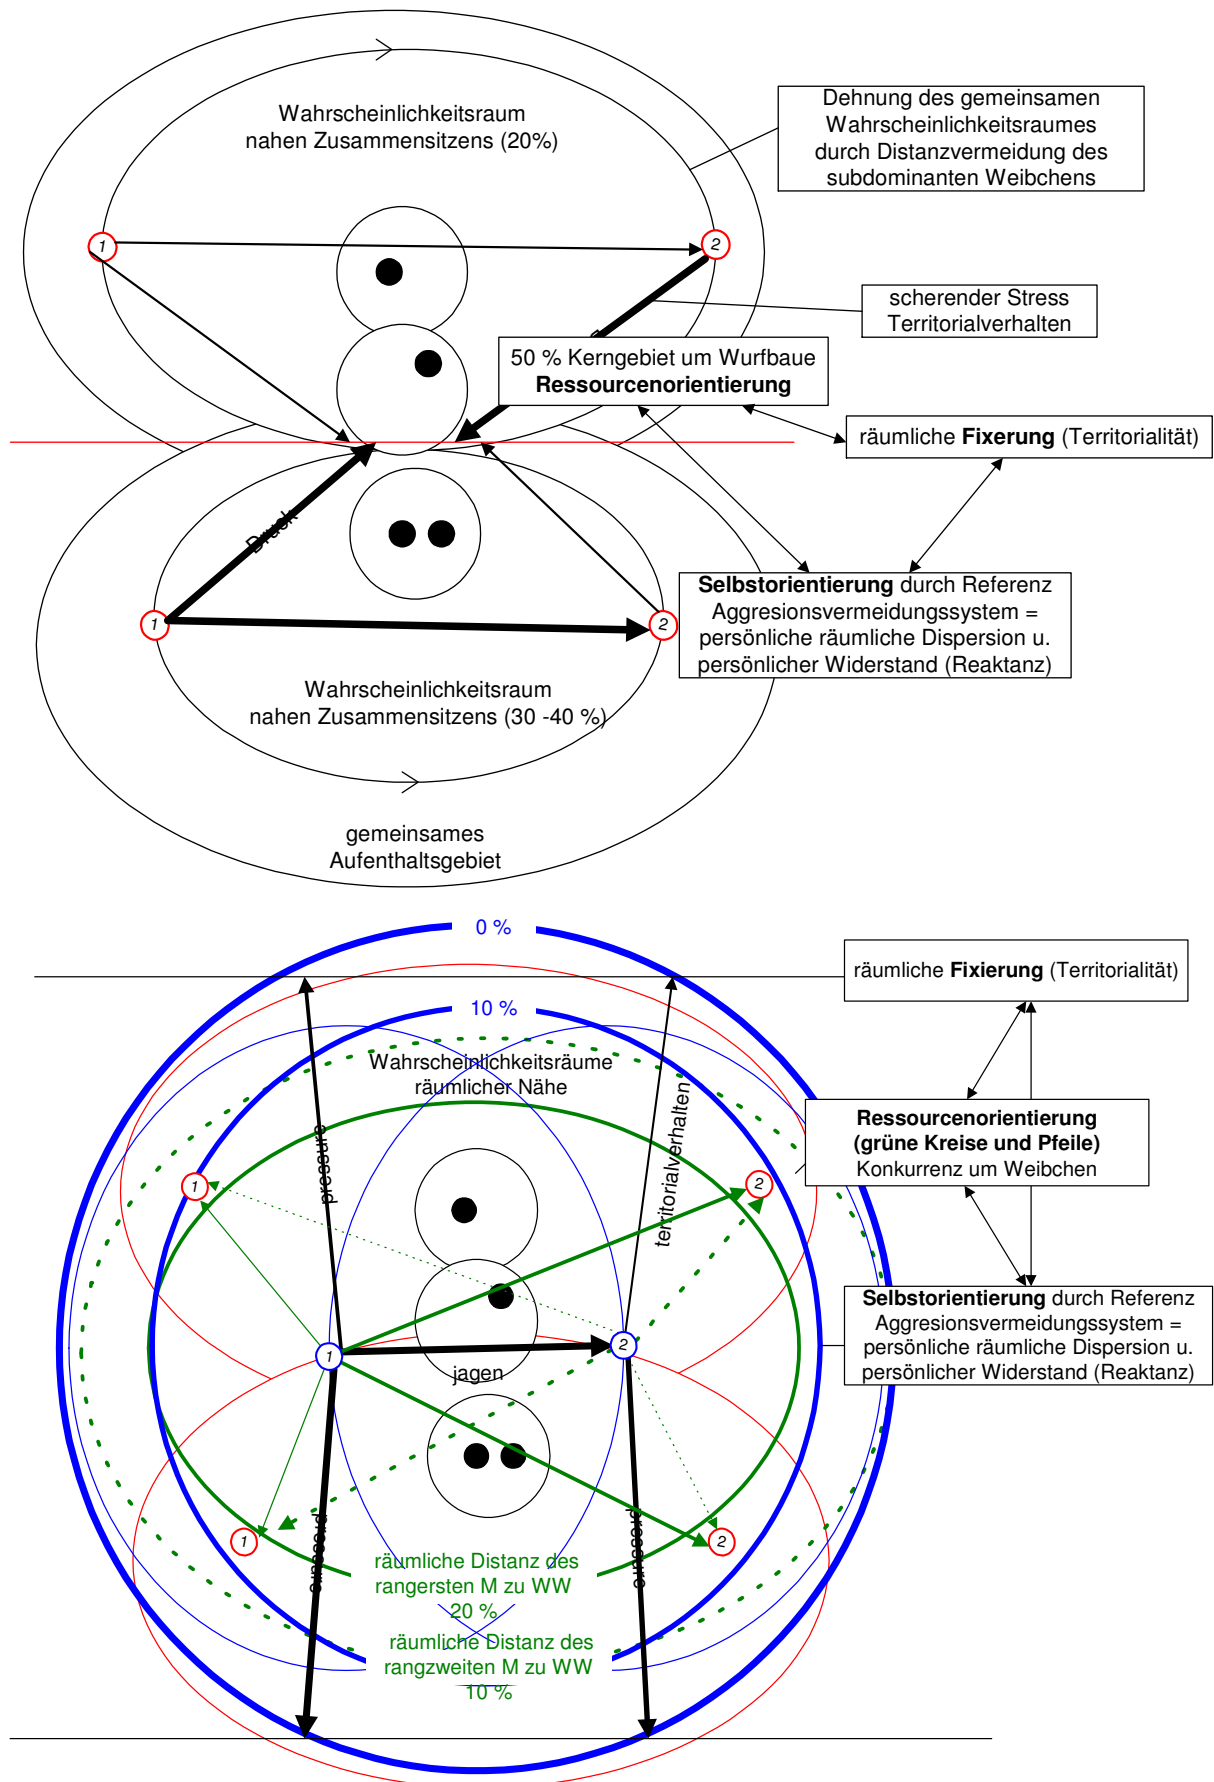 Wahrscheinlichkeitsraum
nahen Zusammensitzens (20%)
Dehnung des gemeinsamen
Wahrscheinlichkeitsraumes
durch Distanzvermeidung des
subdominanten Weibchens
1
2
scherender Stress
Territorialverhalten
50 % Kerngebiet um Wurfbaue
Ressourcenorientierung
räumliche Fixerung (Territorialität)
Druck
Selbstorientierung durch Referenz
Aggresionsvermeidungssystem =
persönliche räumliche Dispersion u.
persönlicher Widerstand (Reaktanz)
1
2
Wahrscheinlichkeitsraum
nahen Zusammensitzens (30 -40 %)
gemeinsames
Aufenthaltsgebiet
0 %
räumliche Fixierung (Territorialität)
10 %
Wahrscheinlichkeitsräume
räumlicher Nähe
pressure
territorialverhalten
Ressourcenorientierung
(grüne Kreise und Pfeile)
Konkurrenz um Weibchen
1
2
Selbstorientierung durch Referenz
Aggresionsvermeidungssystem =
persönliche räumliche Dispersion u.
persönlicher Widerstand (Reaktanz)
1
2
jagen
1
2
pressure
pressure
räumliche Distanz des
rangersten M zu WW
20 %
räumliche Distanz des
rangzweiten M zu WW
10 %